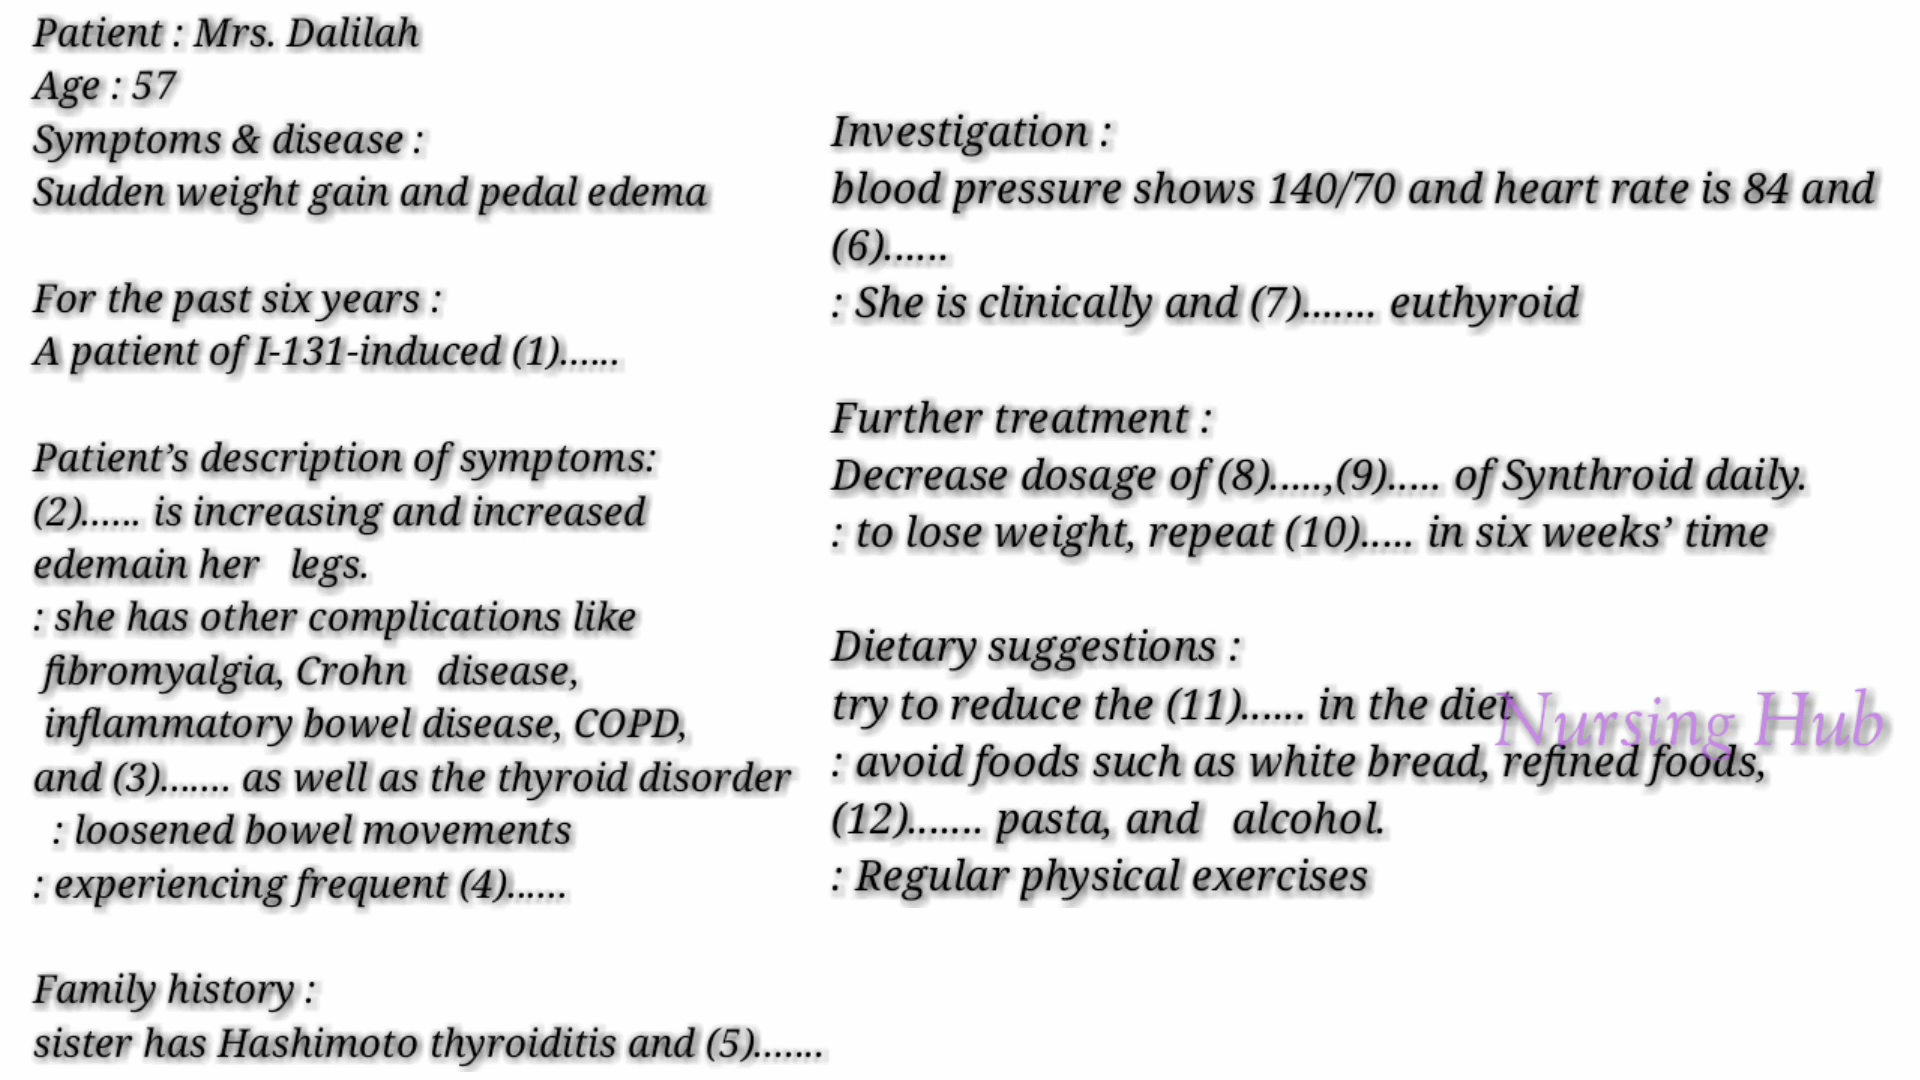 Patient : Mrs. Dalilah
Age : 57
Symptoms & disease :
Sudden weight gain and pedal edema
For the past six years :
A patient of I-131-induced (1)......
Patient’s description of symptoms:
(2)...... is increasing and increased
edemain her legs.
: she has other complications like
fibromyalgia, Crohn disease,
inflammatory bowel disease, COPD,
and (3)....... as well as the thyroid disorder
: loosened bowel movements
: experiencing frequent (4)......
Family history :
sister has Hashimoto thyroiditis and (5).......
Investigation :
blood pressure shows 140/70 and heart rate is 84 and
(6)......
: She is clinically and (7)....... euthyroid
Further treatment :
Decrease dosage of (8).....,(9)..... of Synthroid daily.
: to lose weight, repeat (10)..... in six weeks’ time
Dietary suggestions :
try to reduce the (11)...... in the diet
Nursing Hub
: avoid foods such as white bread, refined foods,
(12)....... pasta, and alcohol.
: Regular physical exercises